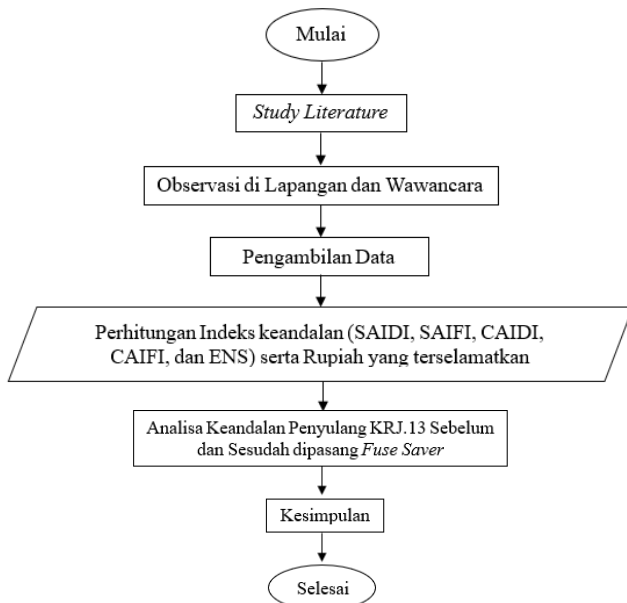 Mulai
Study Literature
Observasi di Lapangan dan Wawancara
Pengambilan Data
Perhitungan Indeks keandalan (SAIDI, SAIFI, CAIDI,
CAIFI, dan ENS) serta Rupiah yang terselamatkan
Analisa Keandalan Penyulang KRJ.13 Sebelum
dan Sesudah dipasang Fuse Saver
Kesimpulan
Selesai